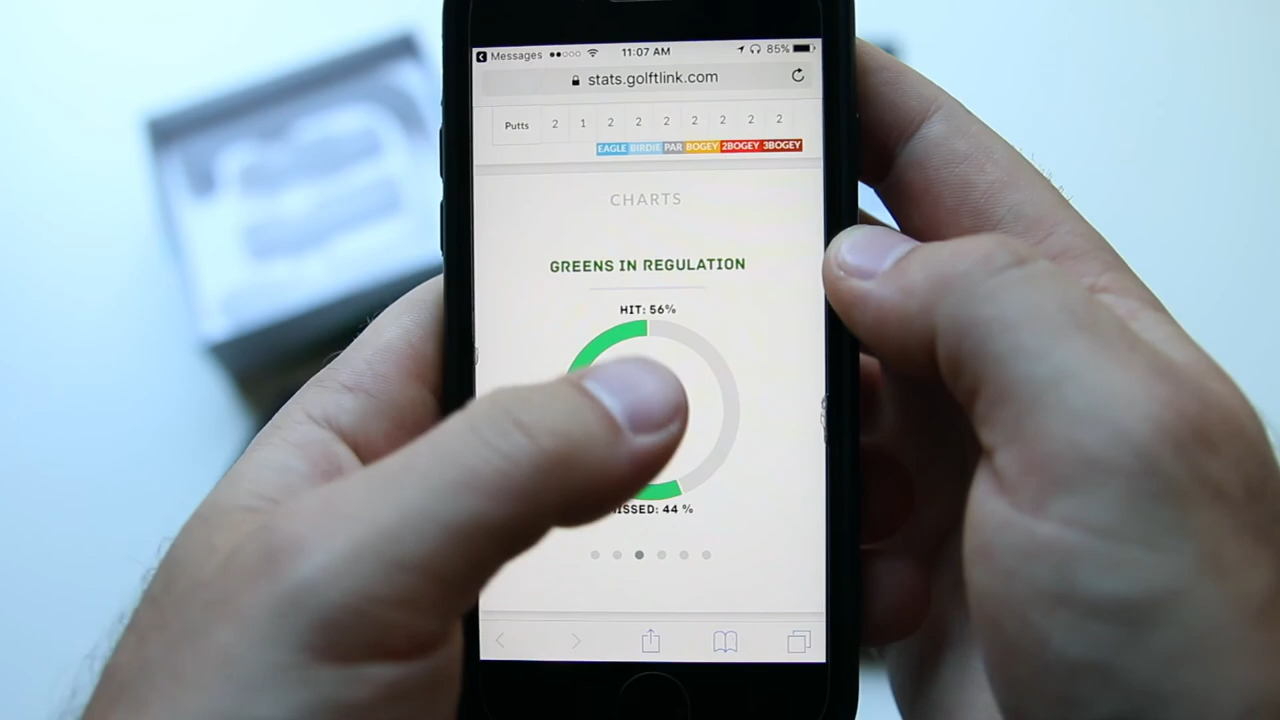 Messages 11:07 AM 85%
stats.golftlink.com
Putts 2 1 2 2 2 2 2 2 2
EAGLE BIRDIE PAR BOGEY 2BOGEY 3BOGEY
CHARTS
GREENS IN REGULATION
HIT: 56%
ISSED: 44 %